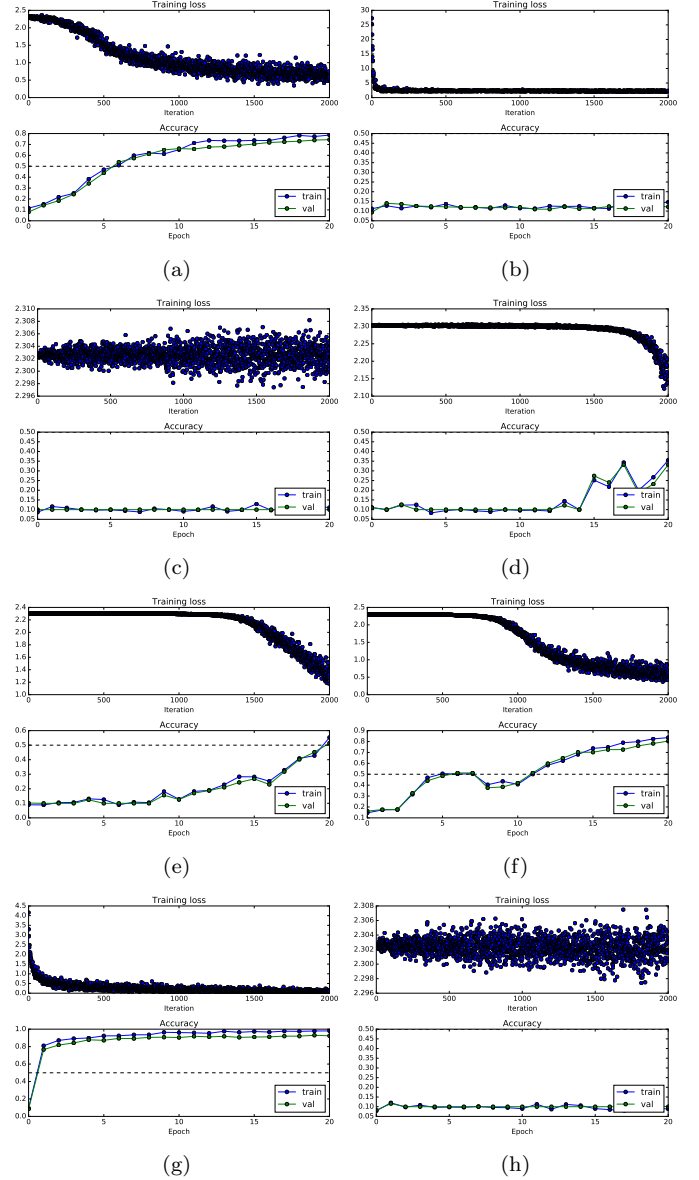 Training loss
2.5
2.0
1.5
1.0
0.5
0.0
0 500 1000 1500 2000
Iteration
Accuracy
0.8
0.7
0.6
0.5
0.4
0.3
0.2
0.1
0.0
train
val
0 5 10 15 20
Epoch
(a)
Training loss
30
25
20
15
10
5
0
0 500 1000 1500 2000
Iteration
Accuracy
0.50
0.45
0.40
0.35
0.30
0.25
0.20
0.15
0.10
0.05
train
val
0 5 10 15 20
Epoch
(b)
Training loss
2.310
2.308
2.306
2.304
2.302
2.300
2.298
2.296
0 500 1000 1500 2000
Iteration
Accuracy
0.50
0.45
0.40
0.35
0.30
0.25
0.20
0.15
0.10
0.05
train
val
0 5 10 15 20
Epoch
(c)
Training loss
2.35
2.30
2.25
2.20
2.15
2.10
0 500 1000 1500 2000
Iteration
Accuracy
0.50
0.45
0.40
0.35
0.30
0.25
0.20
0.15
0.10
0.05
train
val
0 5 10 15 20
Epoch
(d)
Training loss
2.4
2.2
2.0
1.8
1.6
1.4
1.2
1.0
0 500 1000 1500 2000
Iteration
Accuracy
0.6
0.5
0.4
0.3
0.2
0.1
0.0
train
val
0 5 10 15 20
Epoch
(e)
Training loss
2.5
2.0
1.5
1.0
0.5
0.0
0 500 1000 1500 2000
Iteration
Accuracy
0.9
0.8
0.7
0.6
0.5
0.4
0.3
0.2
0.1
train
val
0 5 10 15 20
Epoch
(f)
Training loss
4.5
4.0
3.5
3.0
2.5
2.0
1.5
1.0
0.5
0.0
0 500 1000 1500 2000
Iteration
Accuracy
1.0
0.8
0.6
0.4
0.2
0.0
train
val
0 5 10 15 20
Epoch
(g)
Training loss
2.308
2.306
2.304
2.302
2.300
2.298
2.296
0 500 1000 1500 2000
Iteration
Accuracy
0.50
0.45
0.40
0.35
0.30
0.25
0.20
0.15
0.10
0.05
train
val
0 5 10 15 20
Epoch
(h)